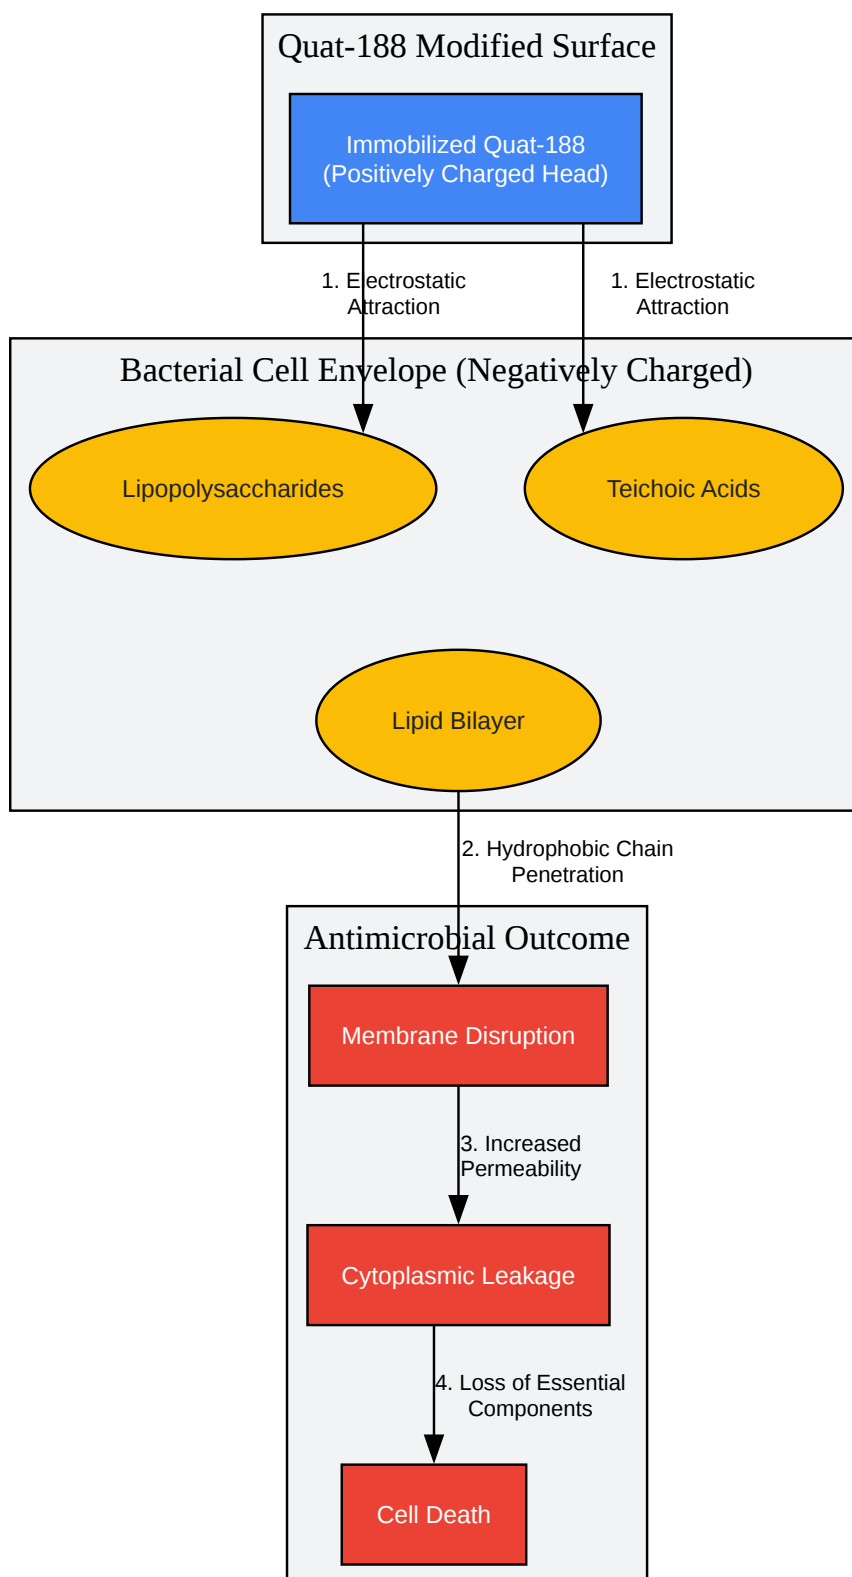 Quat-188 Modified Surface
Immobilized Quat-188
(Positively Charged Head)
1. Electrostatic
Attraction
1. Electrostatic
Attraction
Bacterial Cell Envelope (Negatively Charged)
Lipopolysaccharides
Teichoic Acids
Lipid Bilayer
2. Hydrophobic Chain
Penetration
Antimicrobial Outcome
Membrane Disruption
3. Increased
Permeability
Cytoplasmic Leakage
4. Loss of Essential
Components
Cell Death